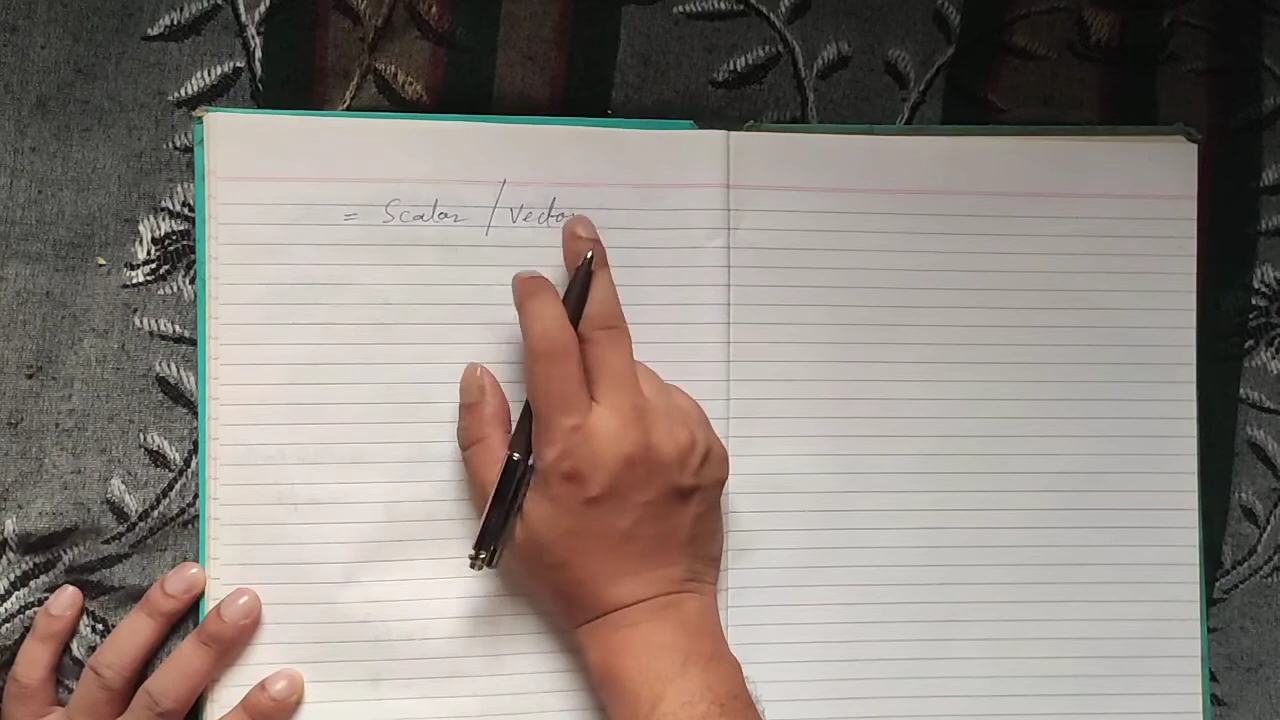 = Scalar / Vector